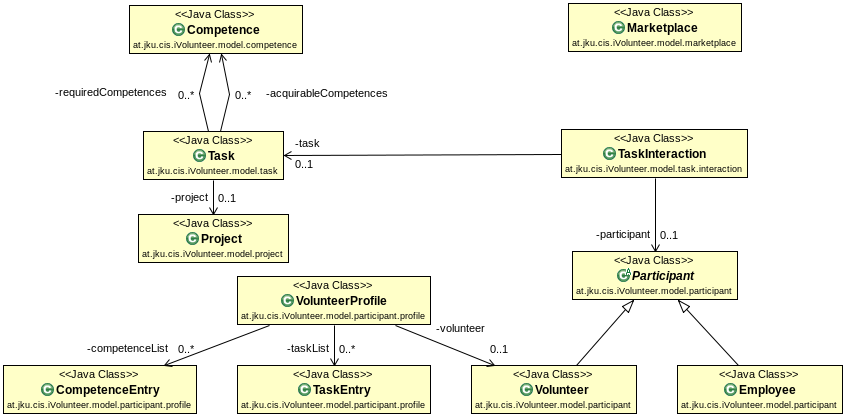 <<Java Class>>
Competence
at.jku.cis.iVolunteer.model.competence
<<Java Class>>
Marketplace
at.jku.cis.iVolunteer.model.marketplace
-requiredCompetences
0..*
0..*
-acquirableCompetences
<<Java Class>>
Task
at.jku.cis.iVolunteer.model.task
-task
0..1
<<Java Class>>
TaskInteraction
at.jku.cis.iVolunteer.model.task.interaction
-project
0..1
<<Java Class>>
Project
at.jku.cis.iVolunteer.model.project
-participant
0..1
<<Java Class>>
Participant
at.jku.cis.iVolunteer.model.participant
<<Java Class>>
VolunteerProfile
at.jku.cis.iVolunteer.model.participant.profile
-competenceList
0..*
-taskList
0..*
-volunteer
0..1
<<Java Class>>
CompetenceEntry
at.jku.cis.iVolunteer.model.participant.profile
<<Java Class>>
TaskEntry
at.jku.cis.iVolunteer.model.participant.profile
<<Java Class>>
Volunteer
at.jku.cis.iVolunteer.model.participant
<<Java Class>>
Employee
at.jku.cis.iVolunteer.model.participant